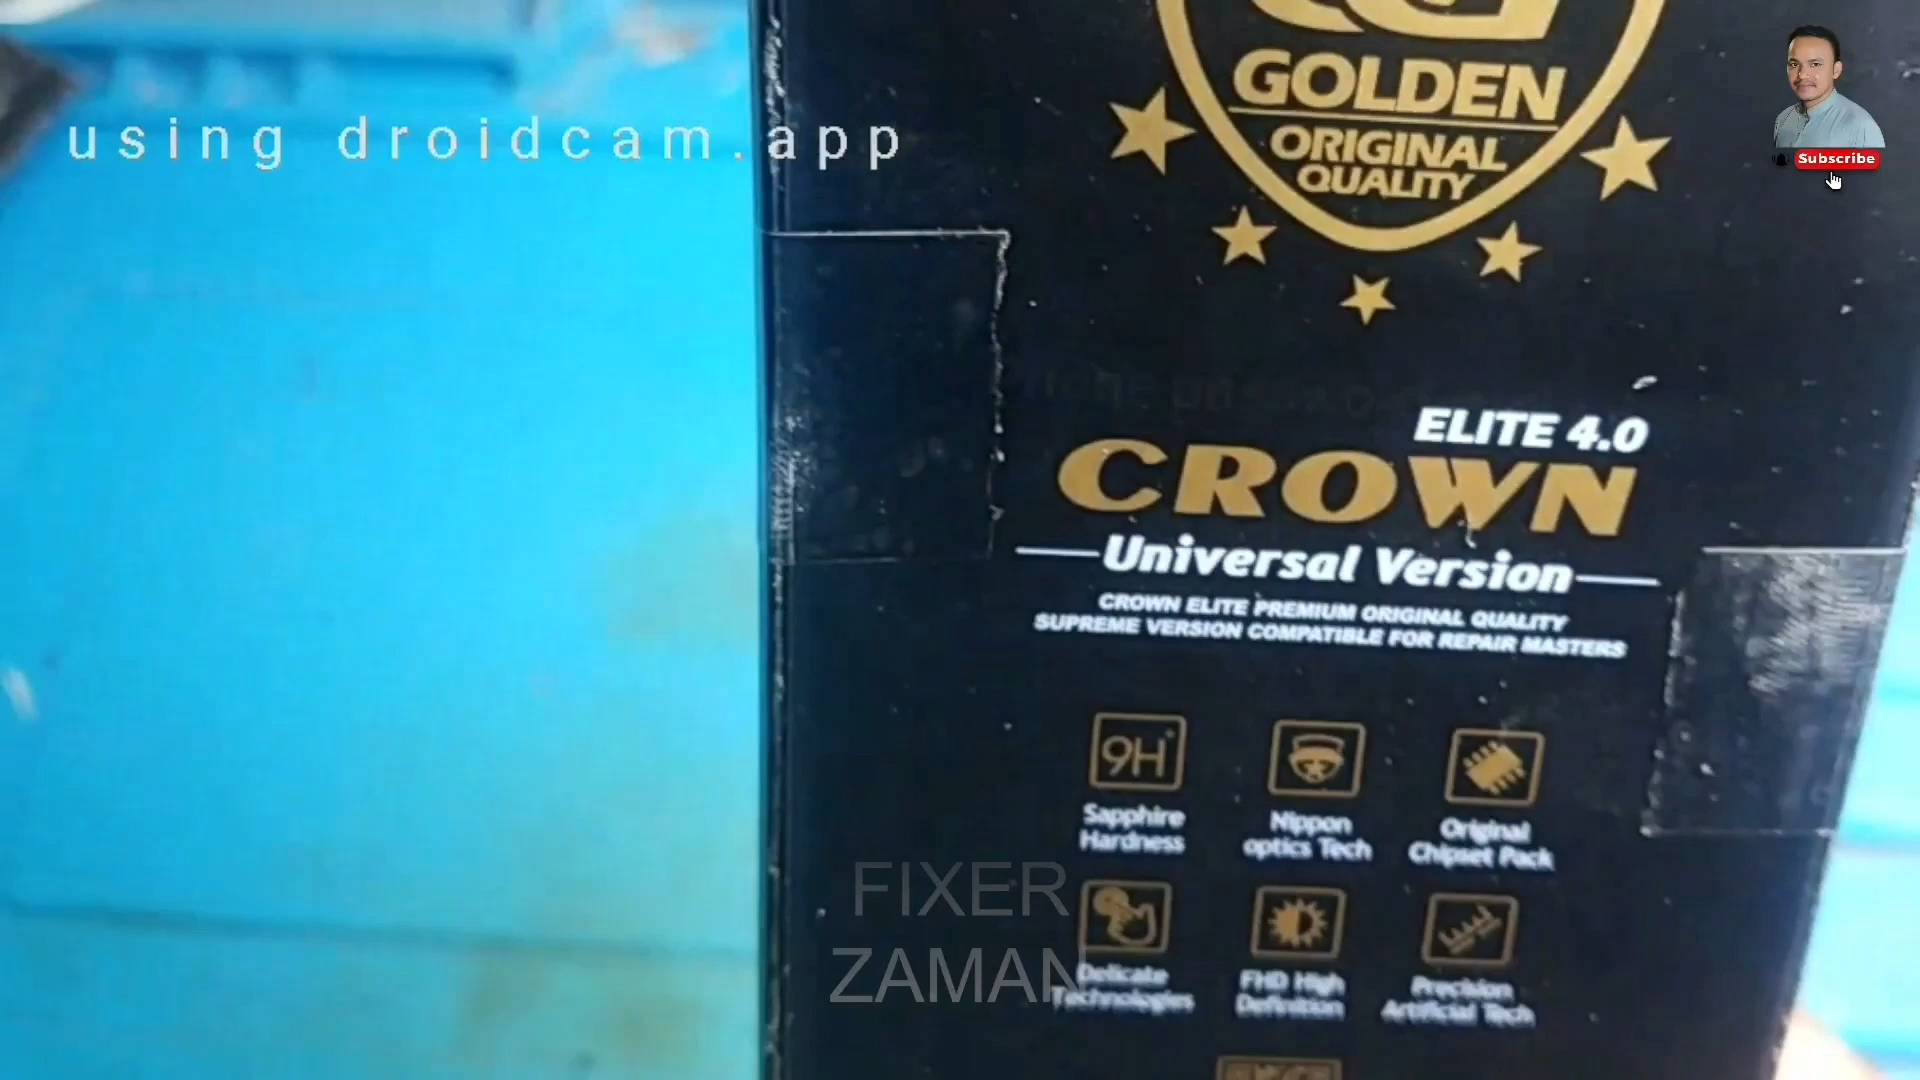 using droidcam.app
GOLDEN
ORIGINAL
QUALITY
Subscribe
ELITE 4.0
CROWN
Universal Version
CROWN ELITE PREMIUM ORIGINAL QUALITY
SUPREME VERSION COMPATIBLE FOR REPAIR MASTERS
9H
Sapphire
Hardness
Nippon
optics Tech
Original
Chipset Pack
FIXER
ZAMAN
Delicate
Technologies
FHD High
Definition
Precision
Artificial Tech